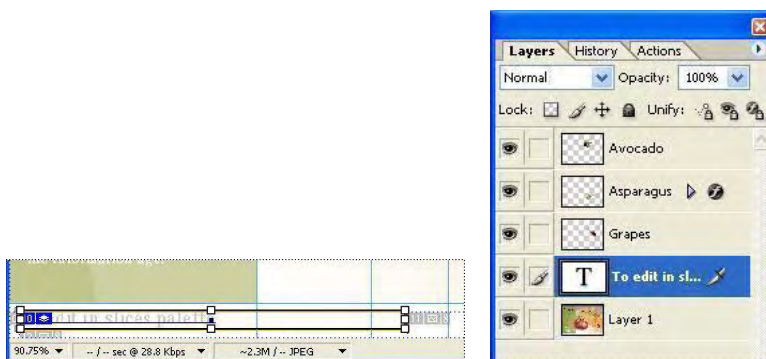 Layers History Actions
Normal Opacity: 100%
Lock: Unify:
Avocado
Asparagus
Grapes
T To edit in sl...
Layer 1
edit in slices palett
90.75% -- / -- sec @ 28.8 Kbps ~2.3M / -- JPEG